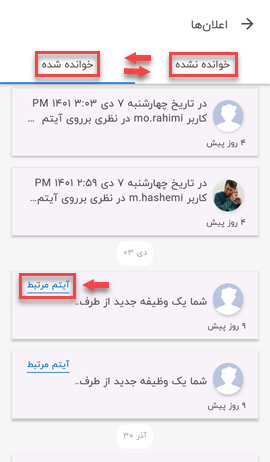 اعلان‌ها
خوانده نشده
خوانده شده
در تاریخ چهارشنبه ۷ دی ۱۴۰۱ ۳:۰۳ PM
کاربر mo.rahimi در نظری برروی آیتم ...
۴ روز پیش
در تاریخ چهارشنبه ۷ دی ۱۴۰۱ ۲:۵۹ PM
کاربر m.hashemi در نظری برروی آیتم...
۴ روز پیش
دی ۰۳
آیتم مرتبط
شما یک وظیفه جدید از طرف..
۹ روز پیش
آیتم مرتبط
شما یک وظیفه جدید از طرف..
۹ روز پیش
آذر ۳۰